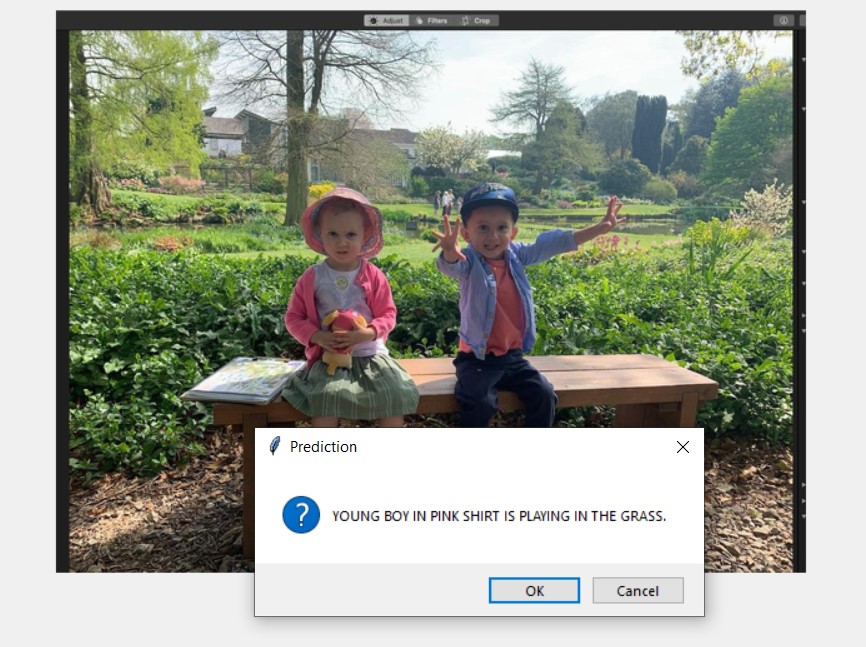 Adjust Filters Crop
Prediction
YOUNG BOY IN PINK SHIRT IS PLAYING IN THE GRASS.
OK Cancel